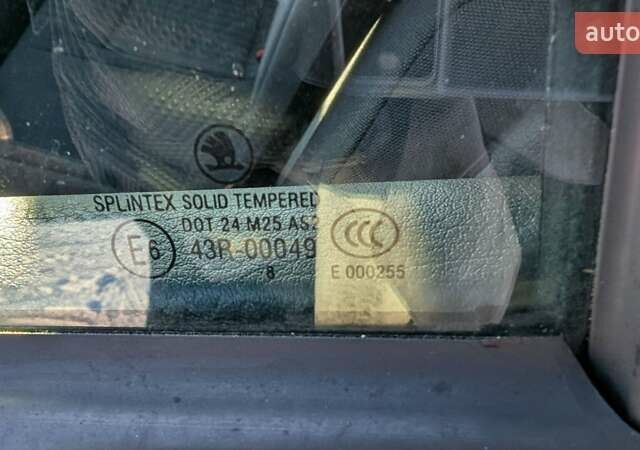 auto
SPLiNTEX SOLID TEMPERED
DOT 24 M25 AS2
E6 43R-00049 CCC
8 E 000255